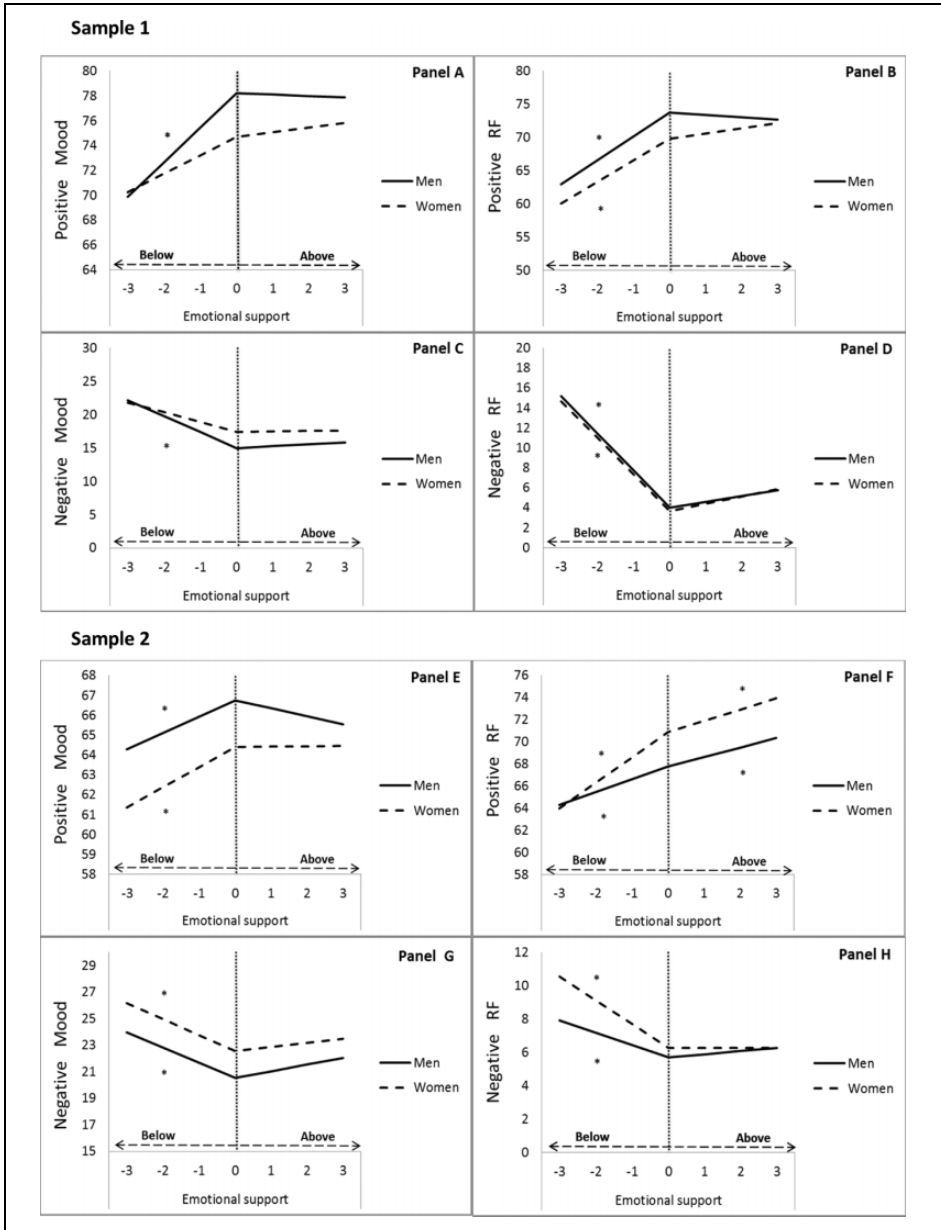 Sample 1
Panel A
Positive Mood
80
78
76
74
72
70
68
66
64
*
Men
Women
Below
Above
-3 -2 -1 0 1 2 3
Emotional support
Panel B
Positive RF
80
75
70
65
60
55
50
*
*
Men
Women
Below
Above
-3 -2 -1 0 1 2 3
Emotional support
Panel C
Negative Mood
30
25
20
15
10
5
0
*
Men
Women
Below
Above
-3 -2 -1 0 1 2 3
Emotional support
Panel D
Negative RF
20
18
16
14
12
10
8
6
4
2
0
*
*
Men
Women
Below
Above
-3 -2 -1 0 1 2 3
Emotional support
Sample 2
Panel E
Positive Mood
68
67
66
65
64
63
62
61
60
59
58
*
*
Men
Women
Below
Above
-3 -2 -1 0 1 2 3
Emotional support
Panel F
Positive RF
76
74
72
70
68
66
64
62
60
58
*
*
*
*
Men
Women
Below
Above
-3 -2 -1 0 1 2 3
Emotional support
Panel G
Negative Mood
29
27
25
23
21
19
17
15
*
*
Men
Women
Below
Above
-3 -2 -1 0 1 2 3
Emotional support
Panel H
Negative RF
12
10
8
6
4
2
0
*
*
Men
Women
Below
Above
-3 -2 -1 0 1 2 3
Emotional support